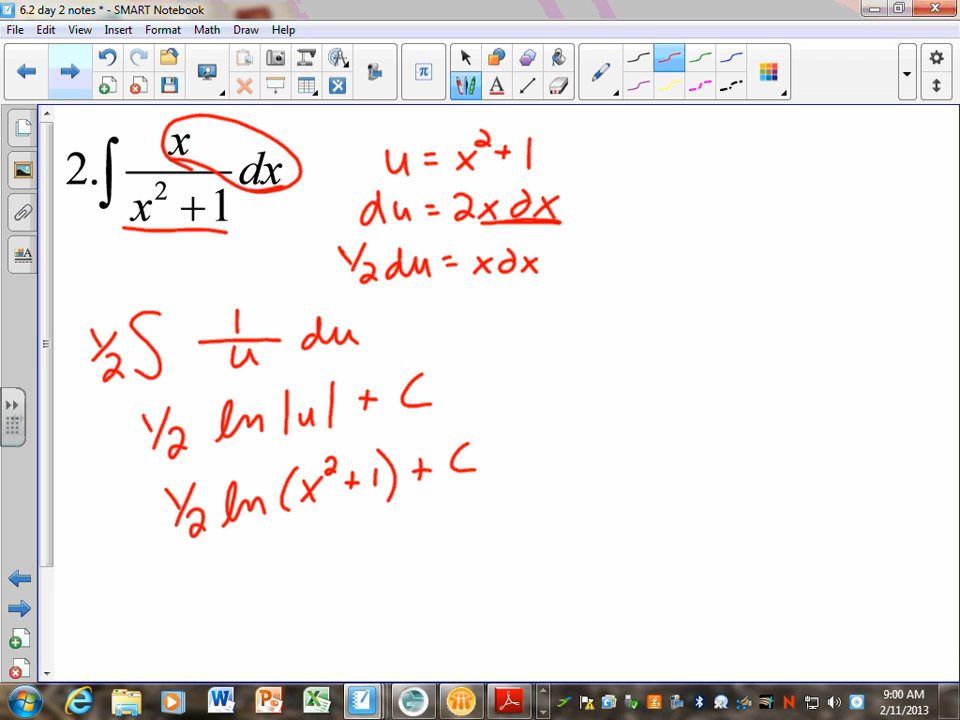 6.2 day 2 notes * - SMART Notebook
File Edit View Insert Format Math Draw Help
2. ∫ x/(x² + 1) dx
u = x² + 1
du = 2x dx
1/2 du = x dx
1/2 ∫ 1/u du
1/2 ln |u| + C
1/2 ln (x² + 1) + C
9:00 AM
2/11/2013